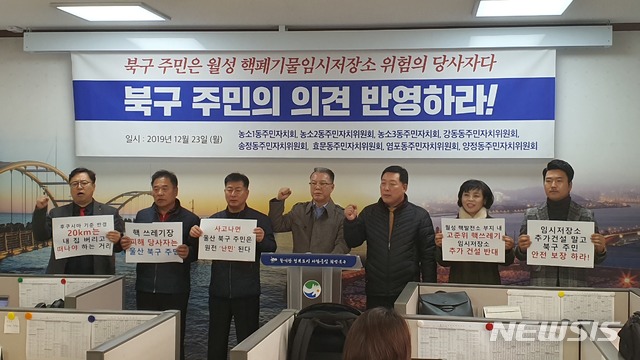 북구 주민은 월성 핵폐기물임시저장소 위험의 당사자다
북구 주민의 의견 반영하라!
일시 : 2019년 12월 23일 (월)
농소1동주민자치회, 농소2동주민자치위원회, 농소3동주민자치회, 강동동주민자치위원회,
송정동주민자치위원회, 효문동주민자치위원회, 염포동주민자치위원회, 양정동주민자치위원회
후쿠시마 기준 반경
20km는
내 집 버리고
떠나야 하는 거리
핵 쓰레기장
피해 당사자는
울산 북구 주
사고나면
울산 북구 주민은
원전 '난민' 된다
월성 핵발전소 부지 내
고준위 핵쓰레기
임시저장소
추가 건설 반대
임시저장소
추가건설 말고
북구 주민
안전 보장 하라!
NEWSIS